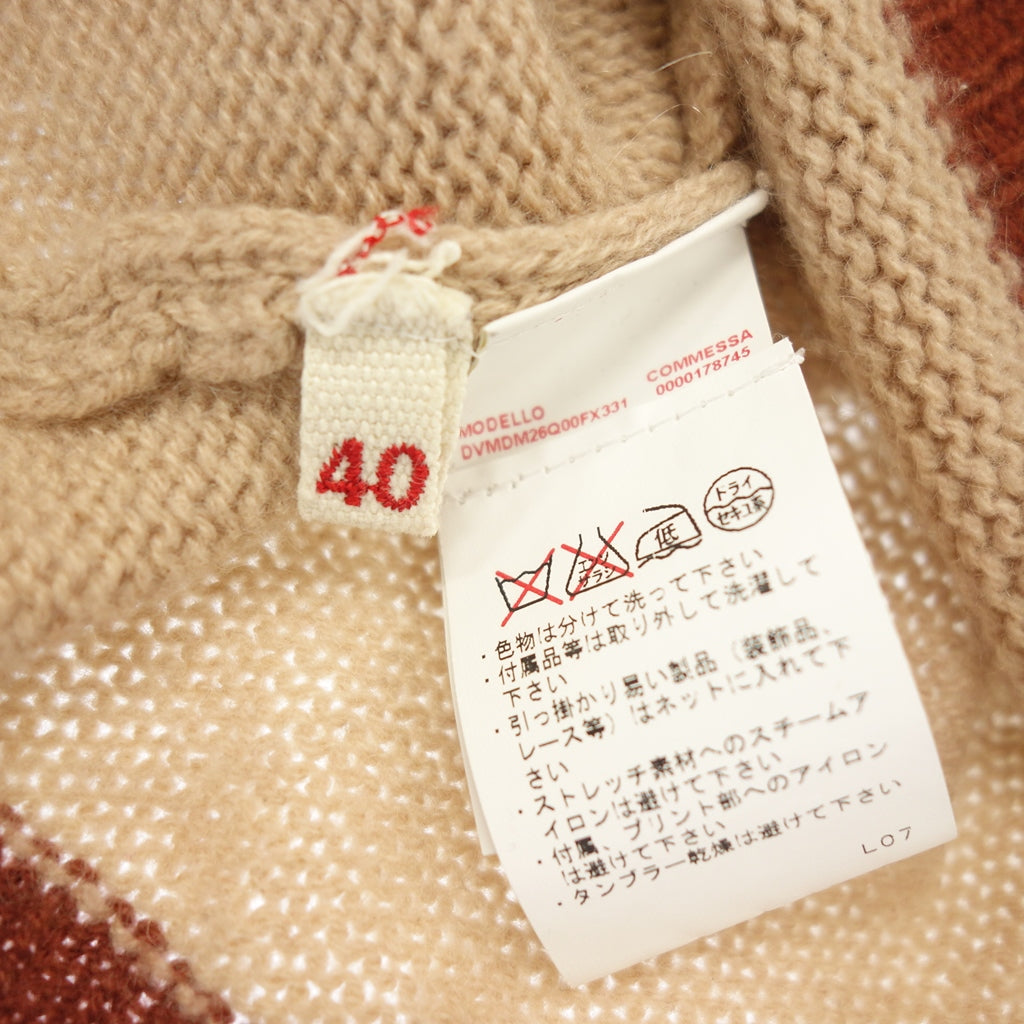 40
MODELLO
DVMDM26Q00FX331
COMMESSA
0000178745
エンソ
サラシ
低
ドライ
セキユ系
・色物は分けて洗って下さい
・付属品等は取り外して洗濯して
下さい
・引っ掛かり易い製品（装飾品、
レース等）はネットに入れて下
さい
・ストレッチ素材へのスチームア
イロンは避けて下さい
・付属、プリント部へのアイロン
は避けて下さい
・タンブラー乾燥は避けて下さい
L07